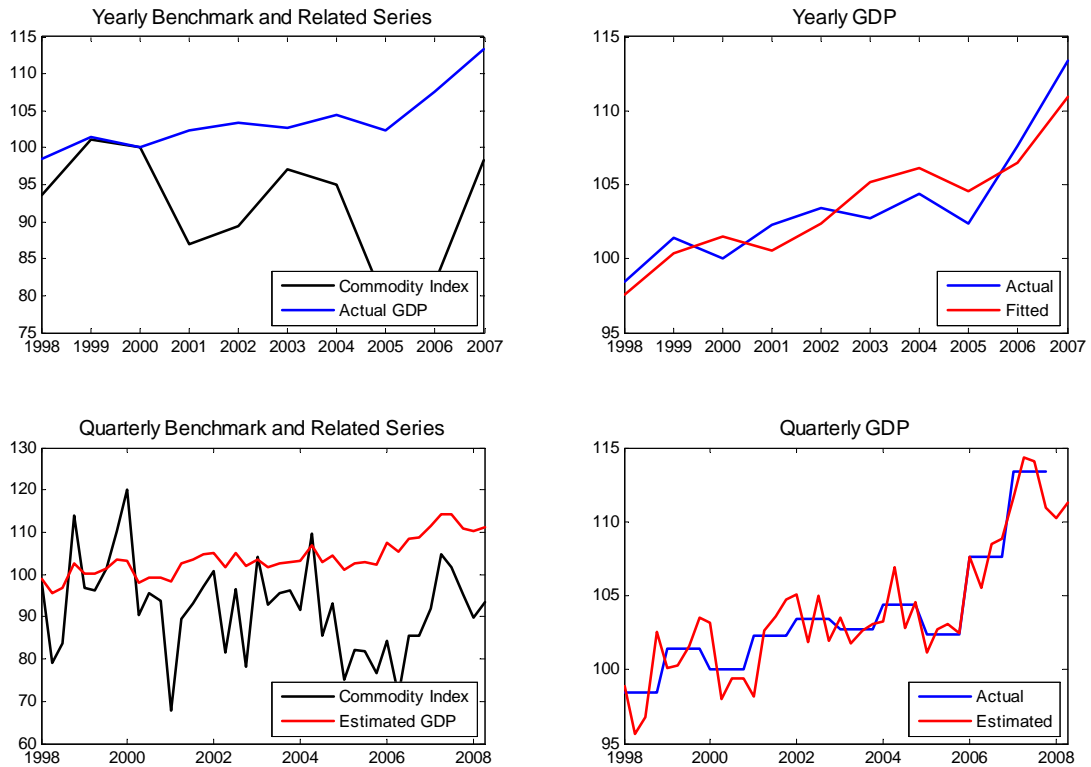 Yearly Benchmark and Related Series
115
110
105
100
95
90
85
80
75
1998 1999 2000 2001 2002 2003 2004 2005 2006 2007
Commodity Index
Actual GDP
Yearly GDP
115
110
105
100
95
1998 1999 2000 2001 2002 2003 2004 2005 2006 2007
Actual
Fitted
Quarterly Benchmark and Related Series
130
120
110
100
90
80
70
60
1998 2000 2002 2004 2006 2008
Commodity Index
Estimated GDP
Quarterly GDP
115
110
105
100
95
1998 2000 2002 2004 2006 2008
Actual
Estimated